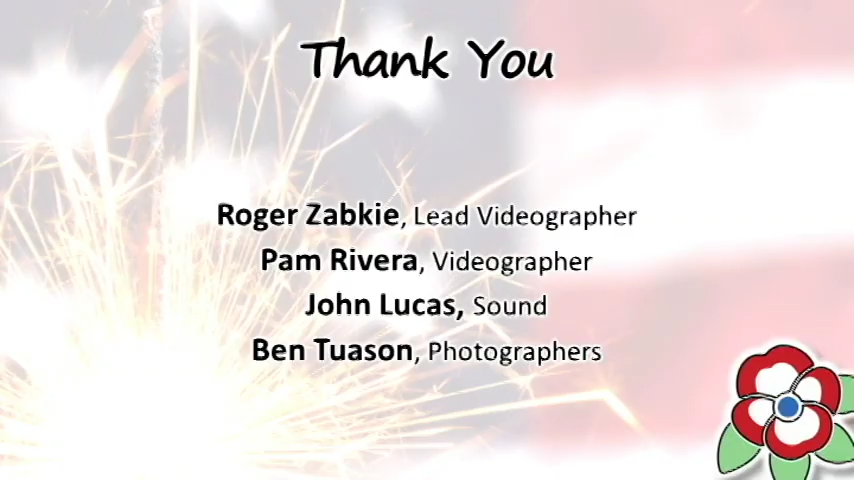 Thank You
Roger Zabkie, Lead Videographer
Pam Rivera, Videographer
John Lucas, Sound
Ben Tuason, Photographers